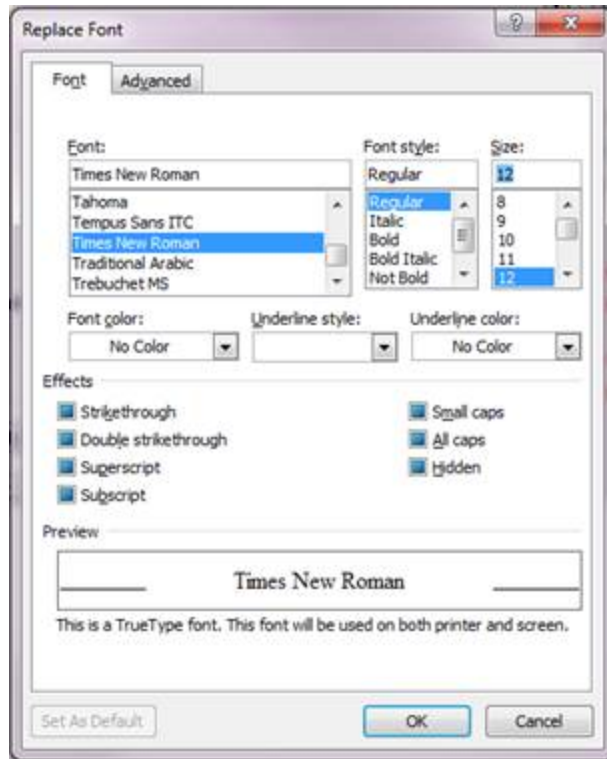 Replace Font
Font Advanced
Font: Font style: Size:
Times New Roman Regular 12
Tahoma Regular 8
Tempus Sans ITC Italic 9
Times New Roman Bold 10
Traditional Arabic Bold Italic 11
Trebuchet MS Not Bold 12
Font color: Underline style: Underline color:
No Color No Color
Effects
Strikethrough Small caps
Double strikethrough All caps
Superscript Hidden
Subscript
Preview
Times New Roman
This is a TrueType font. This font will be used on both printer and screen.
Set As Default OK Cancel